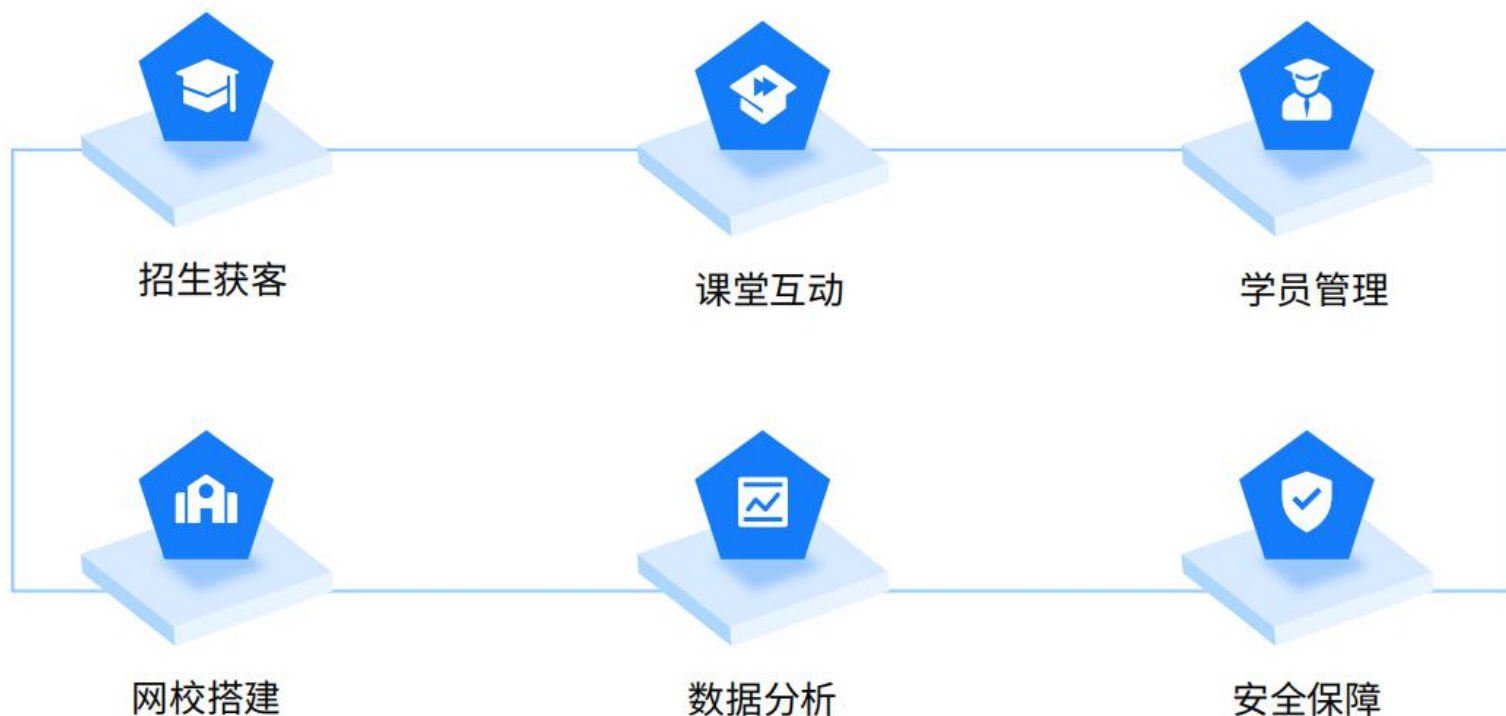 招生获客
课堂互动
学员管理
网校搭建
数据分析
安全保障